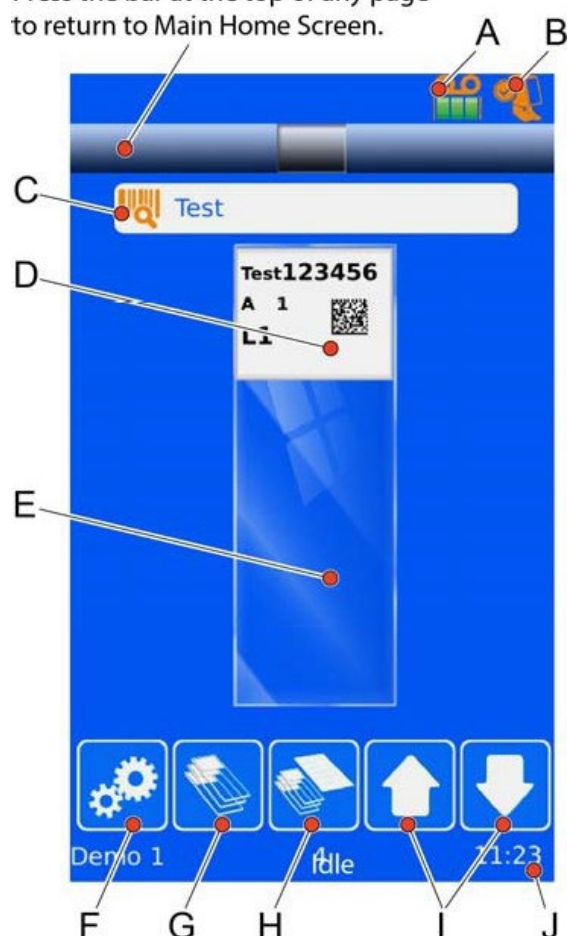 to return to Main Home Screen.
A
B
C
Test
D
Test123456
A 1
L1
E
Demo 1
Idle
11:23
F
G
H
I
J